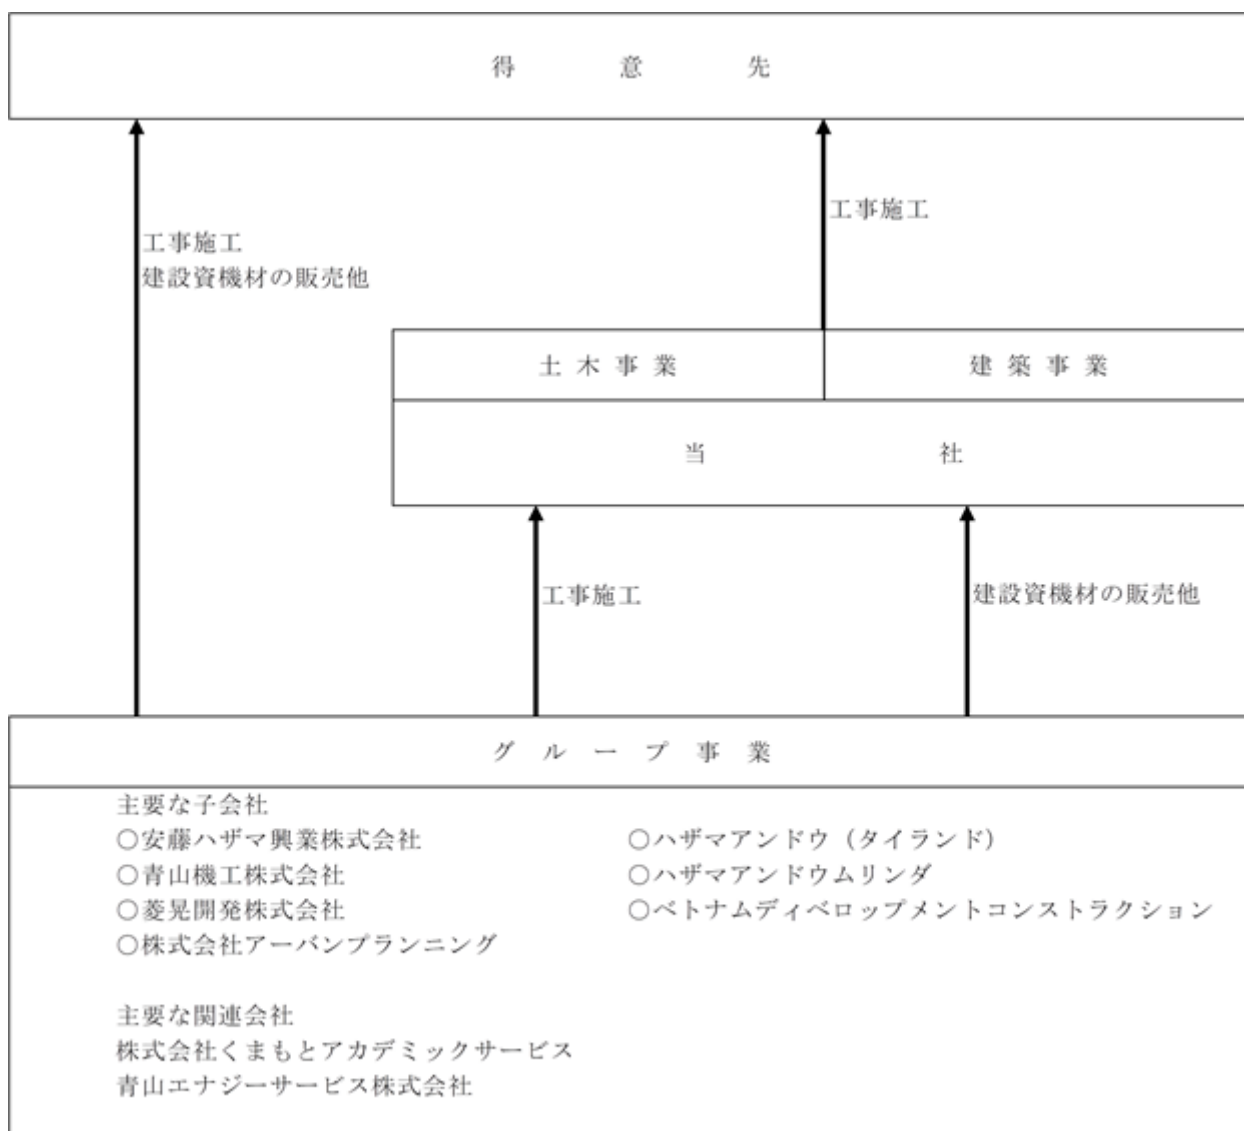 得意先
工事施工
工事施工
建設資機材の販売他
土木事業
建築事業
当社
工事施工
建設資機材の販売他
グループ事業
主要な子会社
○安藤ハザマ興業株式会社
○ハザマアンドウ（タイランド）
○青山機工株式会社
○ハザマアンドウムリンダ
○菱晃開発株式会社
○ベトナムディベロップメントコンストラクション
○株式会社アーバンプランニング
主要な関連会社
株式会社くまもとアカデミックサービス
青山エナジーサービス株式会社